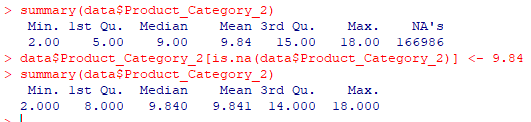 > summary(data$Product_Category_2)
Min. 1st Qu. Median Mean 3rd Qu. Max. NA's
2.00 5.00 9.00 9.84 15.00 18.00 166986
> data$Product_Category_2[is.na(data$Product_Category_2)] <- 9.84
> summary(data$Product_Category_2)
Min. 1st Qu. Median Mean 3rd Qu. Max.
2.000 8.000 9.840 9.841 14.000 18.000
>